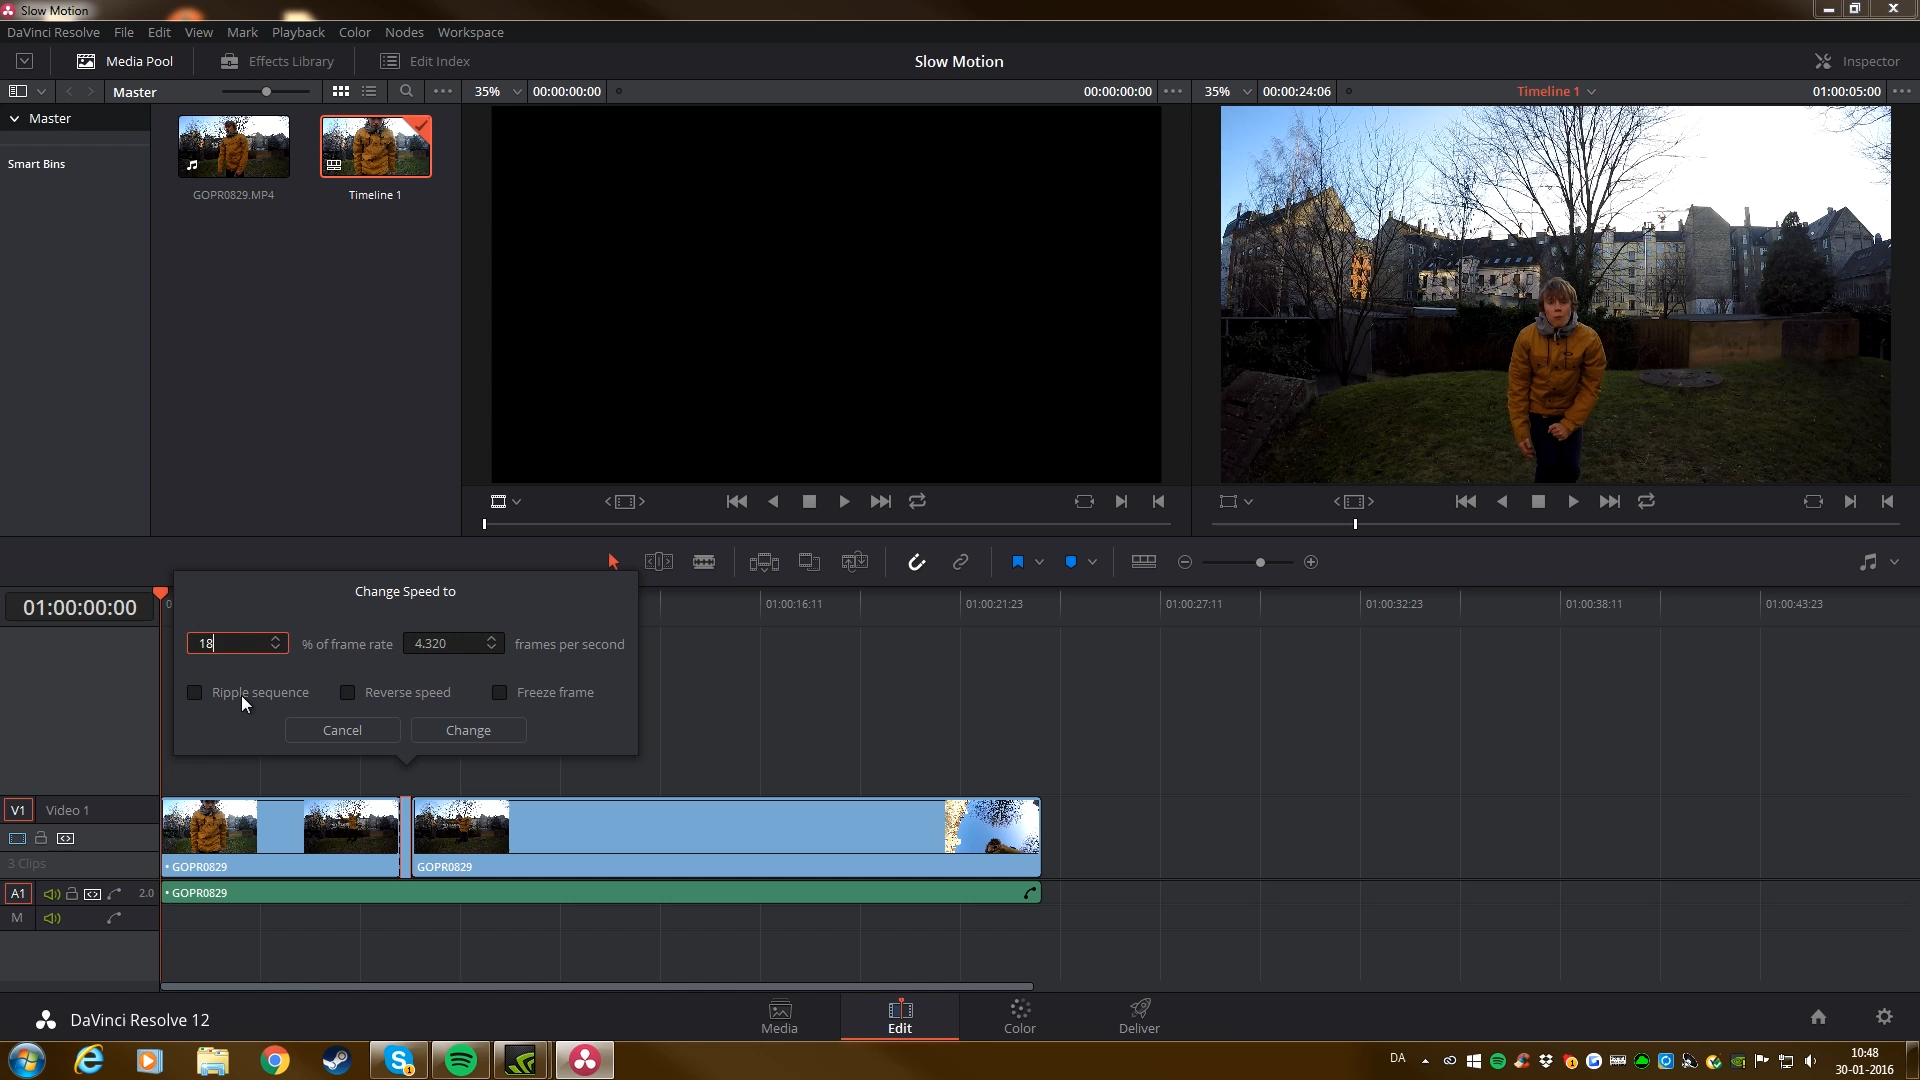 Slow Motion
DaVinci Resolve File Edit View Mark Playback Color Nodes Workspace
Media Pool Effects Library Edit Index Slow Motion Inspector
Master 35% 00:00:00:00 00:00:00:00 35% 00:00:24:06 Timeline 1 01:00:05:00
Master
Smart Bins
GOPR0829.MP4 Timeline 1
Change Speed to
01:00:00:00 0 01:00:16:11 01:00:21:23 01:00:27:11 01:00:32:23 01:00:38:11 01:00:43:23
18 % of frame rate 4.320 frames per second
Ripple sequence Reverse speed Freeze frame
Cancel Change
V1 Video 1
3 Clips
• GOPR0829 GOPR0829
A1 2.0 • GOPR0829
M
DaVinci Resolve 12
Media Edit Color Deliver
DA
10:48
30-01-2016